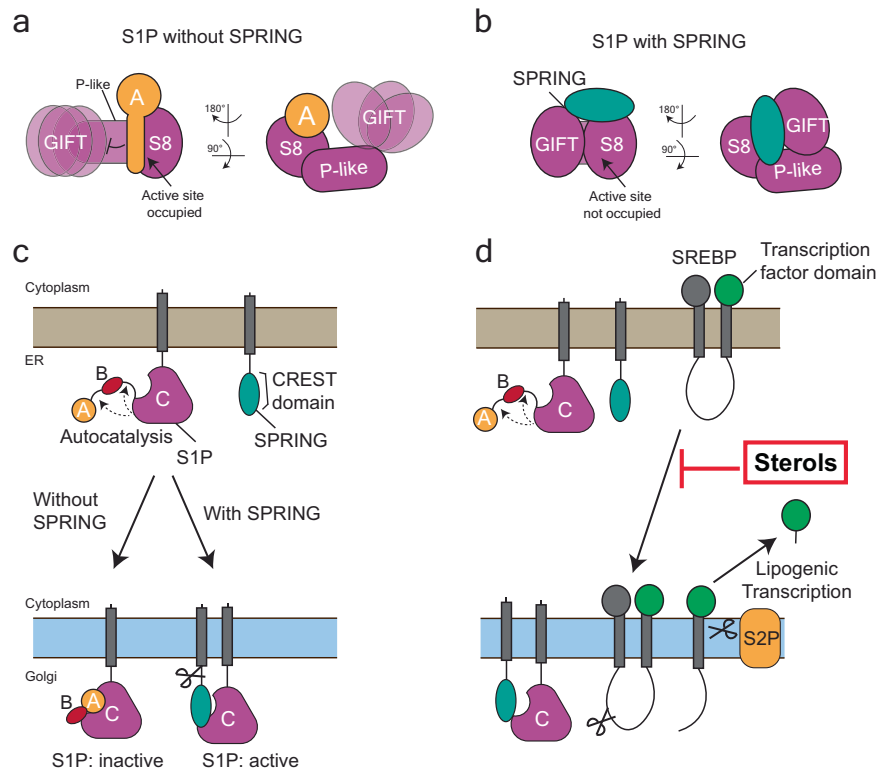 a
S1P without SPRING
P-like
A
GIFT
S8
Active site
occupied
180°
90°
A
S8
GIFT
P-like
b
S1P with SPRING
SPRING
GIFT
S8
Active site
not occupied
180°
90°
S8
GIFT
P-like
c
Cytoplasm
ER
B
A
C
Autocatalysis
S1P
CREST
domain
SPRING
Without
SPRING
With SPRING
Cytoplasm
Golgi
B
A
C
C
S1P: inactive
S1P: active
d
SREBP
Transcription
factor domain
B
A
C
Sterols
Lipogenic
Transcription
S2P
C